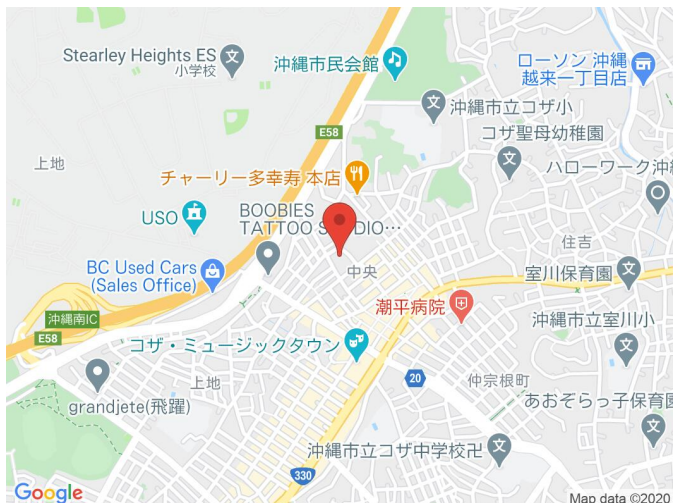 Stearley Heights ES
小学校
沖縄市民会館
ローソン 沖縄
越来一丁目店
沖縄市立コザ小
E58
コザ聖母幼稚園
上地
チャーリー多幸寿 本店
ハローワーク沖縄
USO
BOOBIES
TATTOO STUDIO…
住吉
中央
BC Used Cars
(Sales Office)
室川保育園
潮平病院
沖縄南IC
E58
沖縄市立室川小
コザ・ミュージックタウン
上地
20
仲宗根町
grandjete(飛躍)
あおぞらっ子保育園
沖縄市立コザ中学校卍
330
Google
Map data ©2020